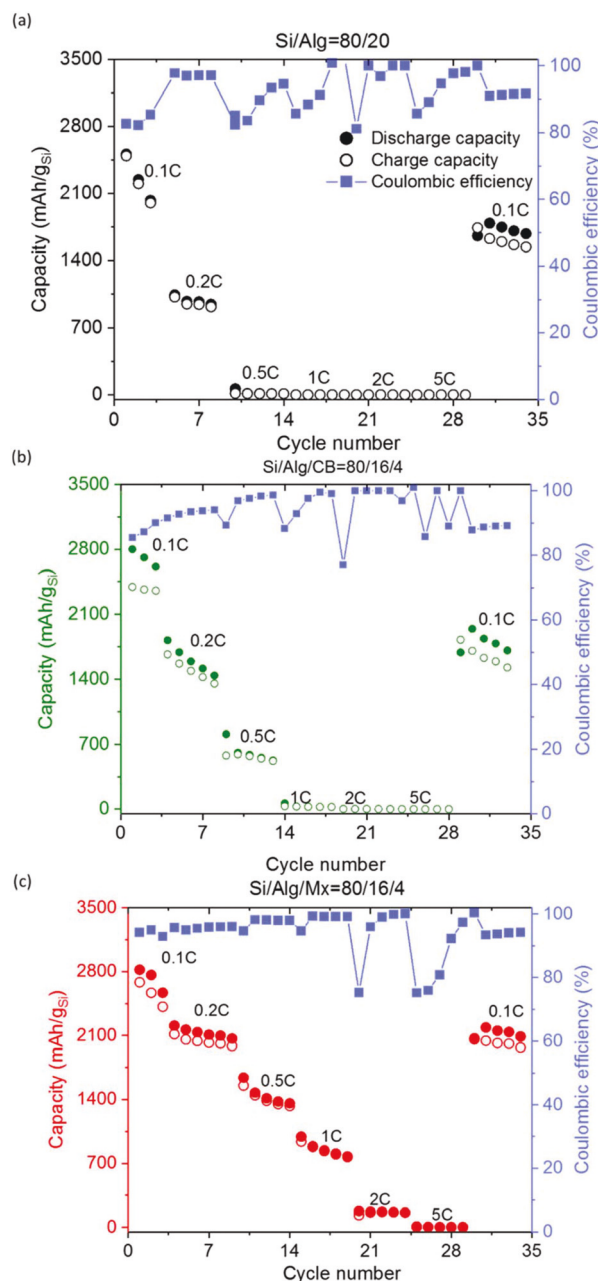 (a)
Si/Alg=80/20
3500
2800
2100
1400
700
0
Capacity (mAh/gSi)
100
80
60
40
20
0
Coulombic efficiency (%)
Discharge capacity
Charge capacity
Coulombic efficiency
0.1C
0.2C
0.5C 1C 2C 5C
0.1C
0 7 14 21 28 35
Cycle number
(b)
Si/Alg/CB=80/16/4
3500
2800
2100
1400
700
0
Capacity (mAh/gSi)
100
80
60
40
20
0
Coulombic efficiency (%)
0.1C
0.2C
0.5C
1C 2C 5C
0.1C
0 7 14 21 28 35
Cycle number
(c)
Si/Alg/Mx=80/16/4
3500
2800
2100
1400
700
0
Capacity (mAh/gSi)
100
80
60
40
20
0
Coulombic efficiency (%)
0.1C
0.2C
0.5C
1C
2C
5C
0.1C
0 7 14 21 28 35
Cycle number